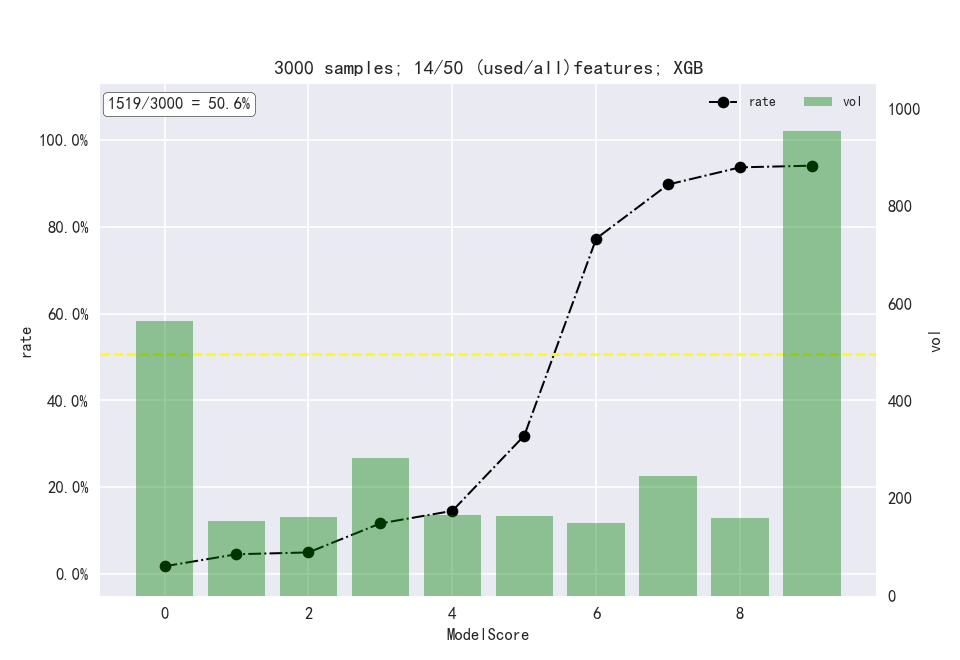 3000 samples; 14/50 (used/all)features; XGB
1519/3000 = 50.6%
rate
vol
100.0%
80.0%
60.0%
40.0%
20.0%
0.0%
rate
1000
800
600
400
200
0
vol
0
2
4
6
8
ModelScore